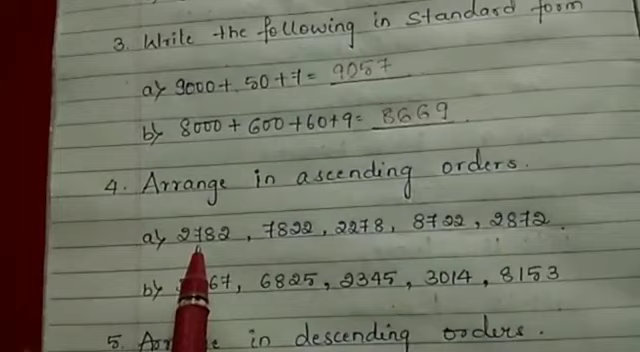 3. Write the following in standard form
a) 9000 + 50 + 7 = 9057
b) 8000 + 600 + 60 + 9 = 8669
4. Arrange in ascending orders.
a) 2782, 7822, 2278, 8722, 2872.
b) 67, 6825, 2345, 3014, 8153
5. in descending orders.